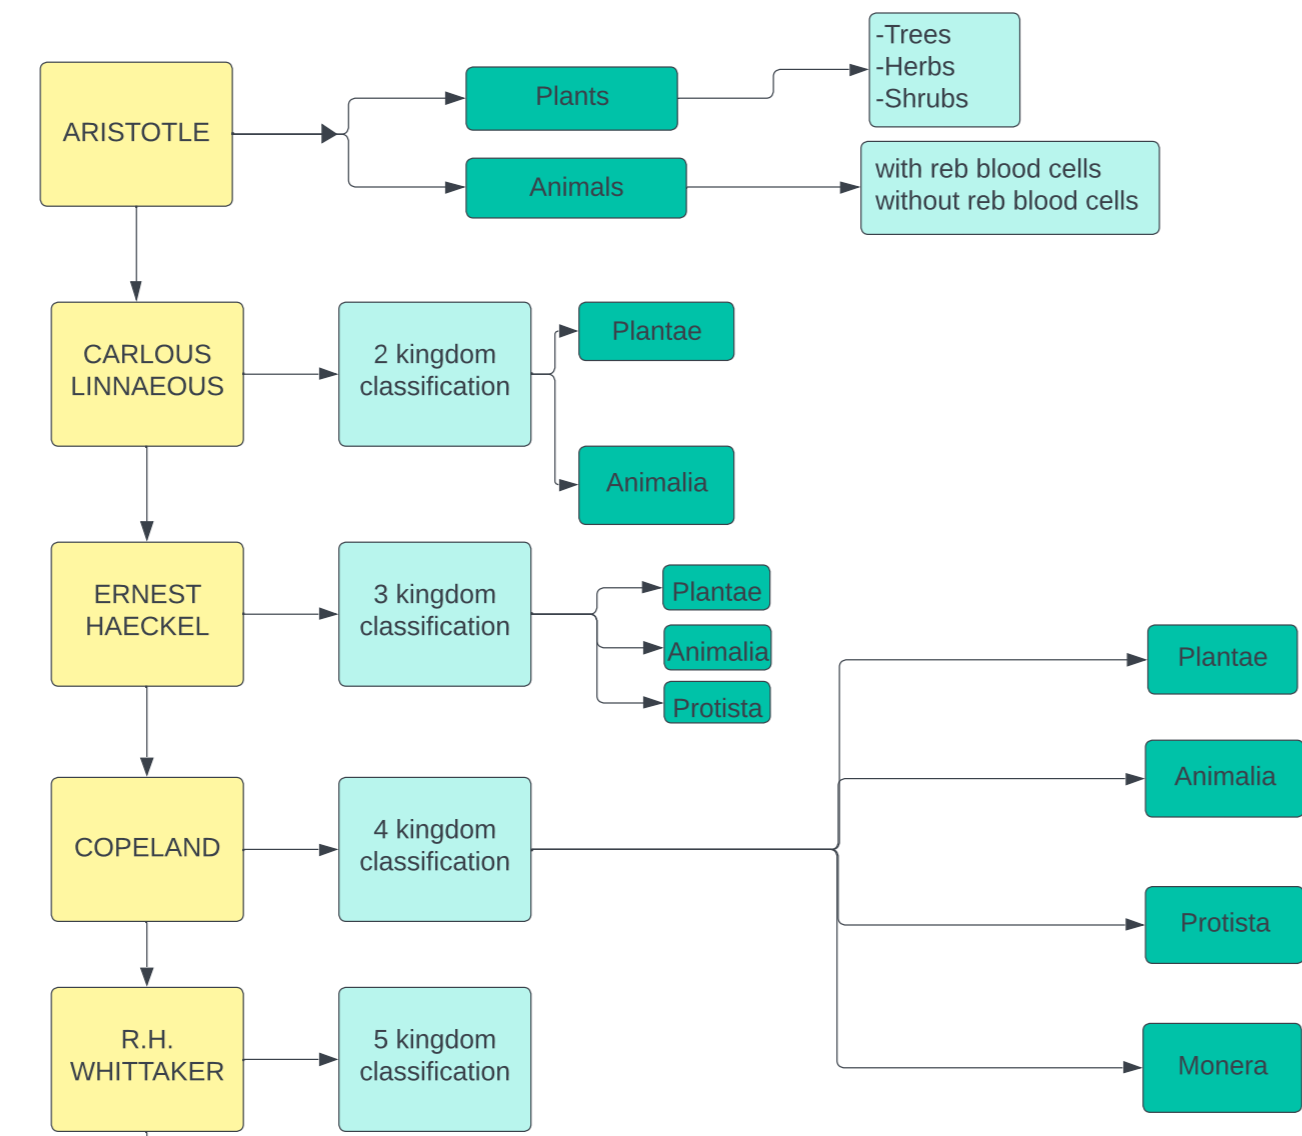 ARISTOTLE
Plants
-Trees
-Herbs
-Shrubs
Animals
with reb blood cells
without reb blood cells
CARLOUS
LINNAEOUS
2 kingdom
classification
Plantae
Animalia
ERNEST
HAECKEL
3 kingdom
classification
Plantae
Animalia
Protista
COPELAND
4 kingdom
classification
Plantae
Animalia
Protista
Monera
R.H.
WHITTAKER
5 kingdom
classification